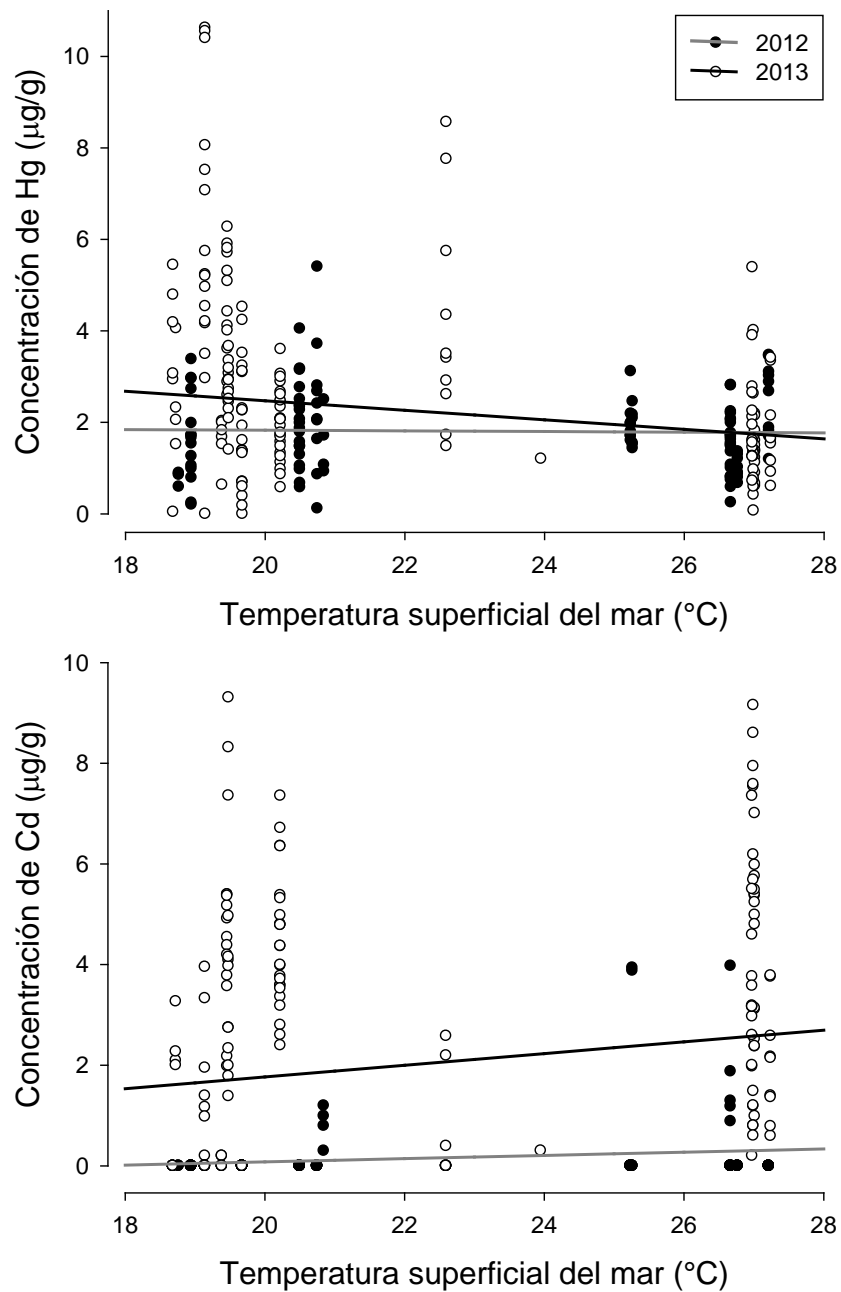 2012
2013
Concentración de Hg (µg/g)
10
8
6
4
2
0
18 20 22 24 26 28
Temperatura superficial del mar (°C)
Concentración de Cd (µg/g)
10
8
6
4
2
0
18 20 22 24 26 28
Temperatura superficial del mar (°C)